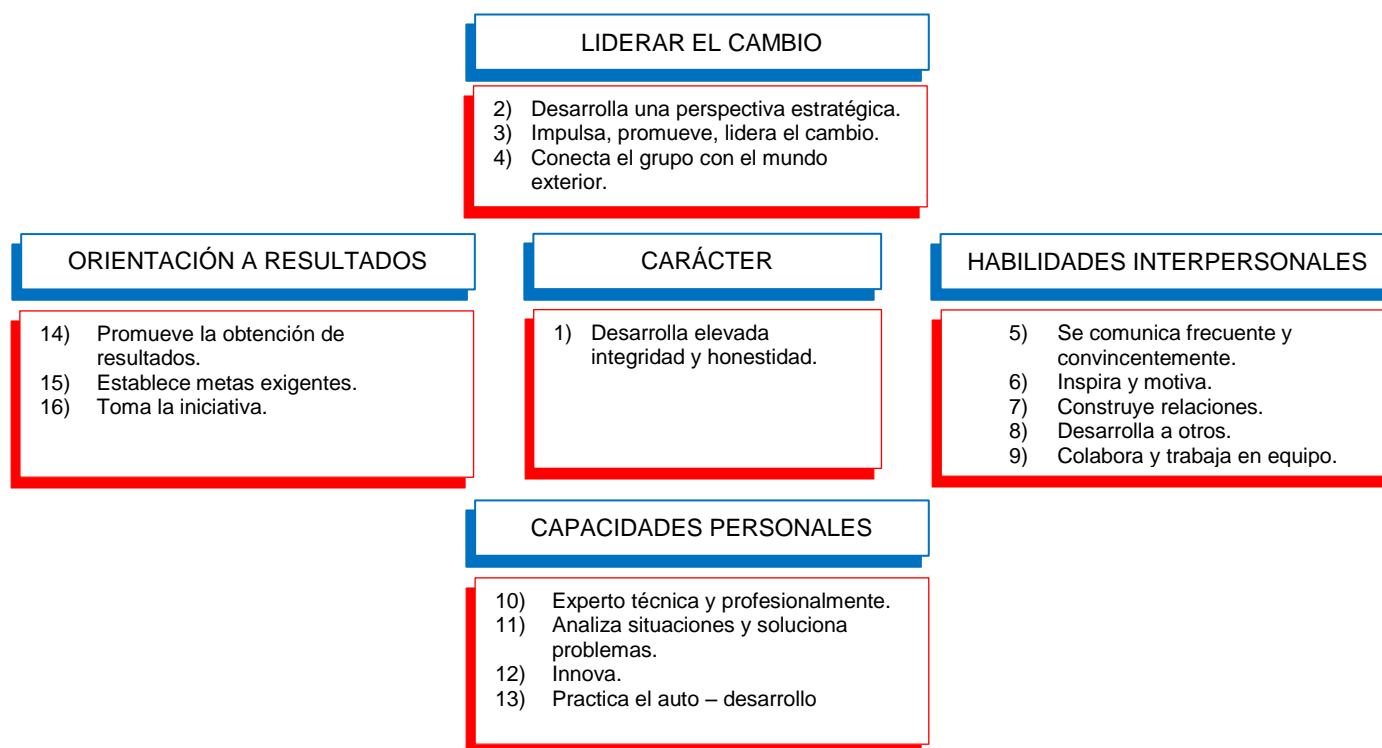 LIDERAR EL CAMBIO
2) Desarrolla una perspectiva estratégica.
3) Impulsa, promueve, lidera el cambio.
4) Conecta el grupo con el mundo
exterior.
ORIENTACIÓN A RESULTADOS
14) Promueve la obtención de
resultados.
15) Establece metas exigentes.
16) Toma la iniciativa.
CARÁCTER
1) Desarrolla elevada
integridad y honestidad.
HABILIDADES INTERPERSONALES
5) Se comunica frecuente y
convincentemente.
6) Inspira y motiva.
7) Construye relaciones.
8) Desarrolla a otros.
9) Colabora y trabaja en equipo.
CAPACIDADES PERSONALES
10) Experto técnica y profesionalmente.
11) Analiza situaciones y soluciona
problemas.
12) Innova.
13) Practica el auto – desarrollo